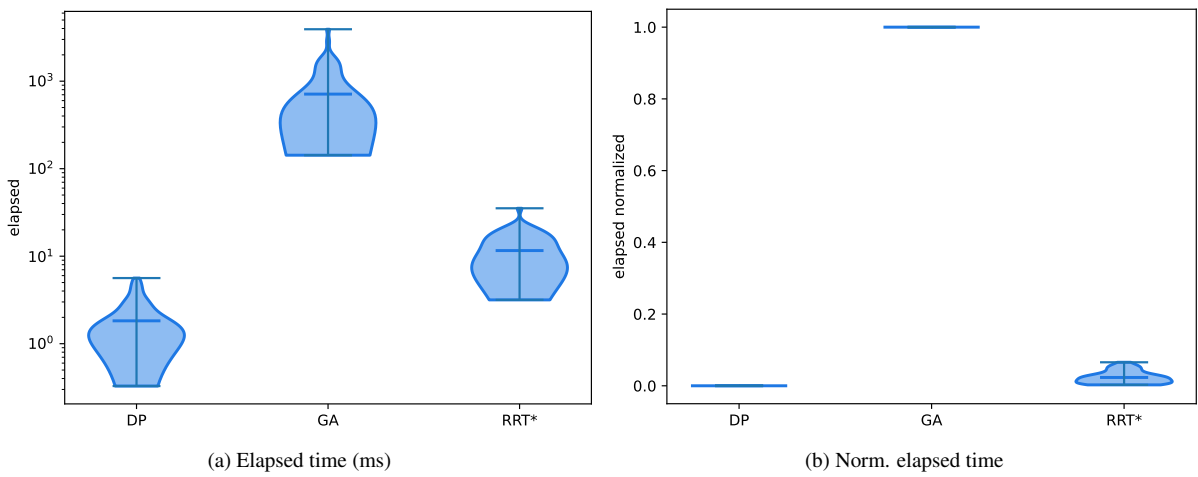 10³
10²
10¹
10⁰
elapsed
DP
GA
RRT*
(a) Elapsed time (ms)
1.0
0.8
0.6
0.4
0.2
0.0
elapsed normalized
DP
GA
RRT*
(b) Norm. elapsed time